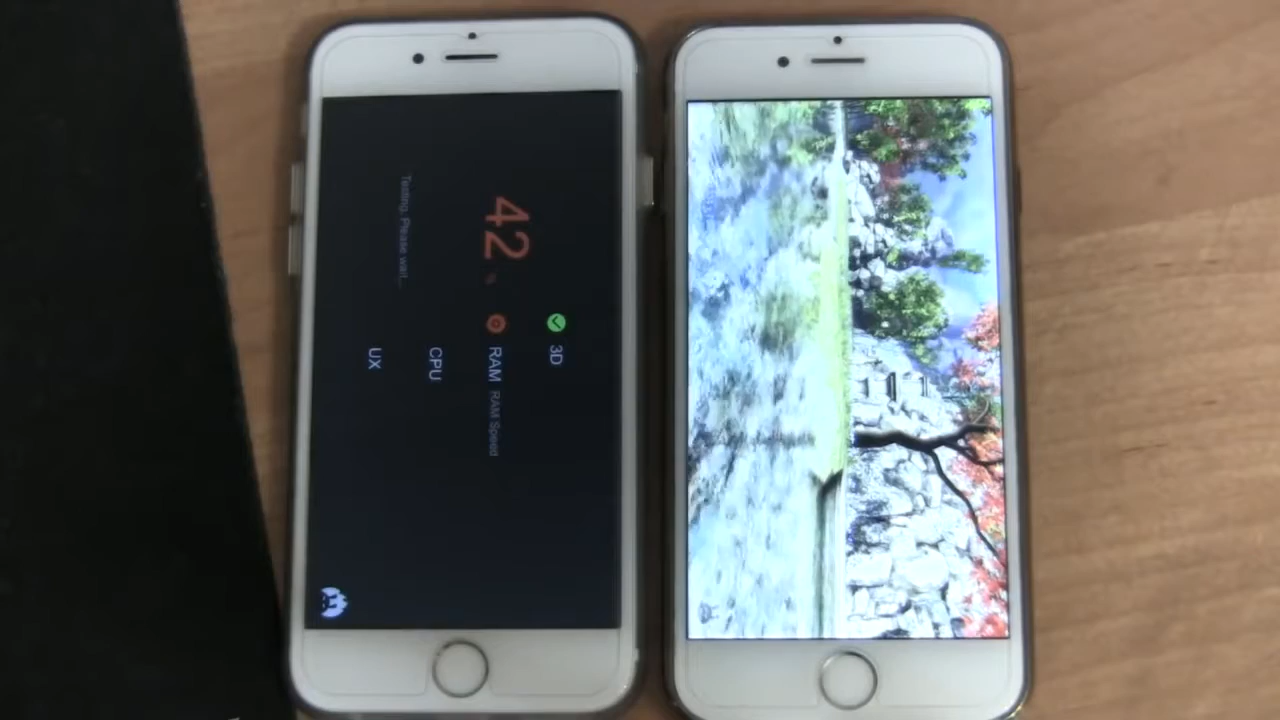 3D
42 %
RAM RAM Speed
CPU
Testing. Please wait...
UX